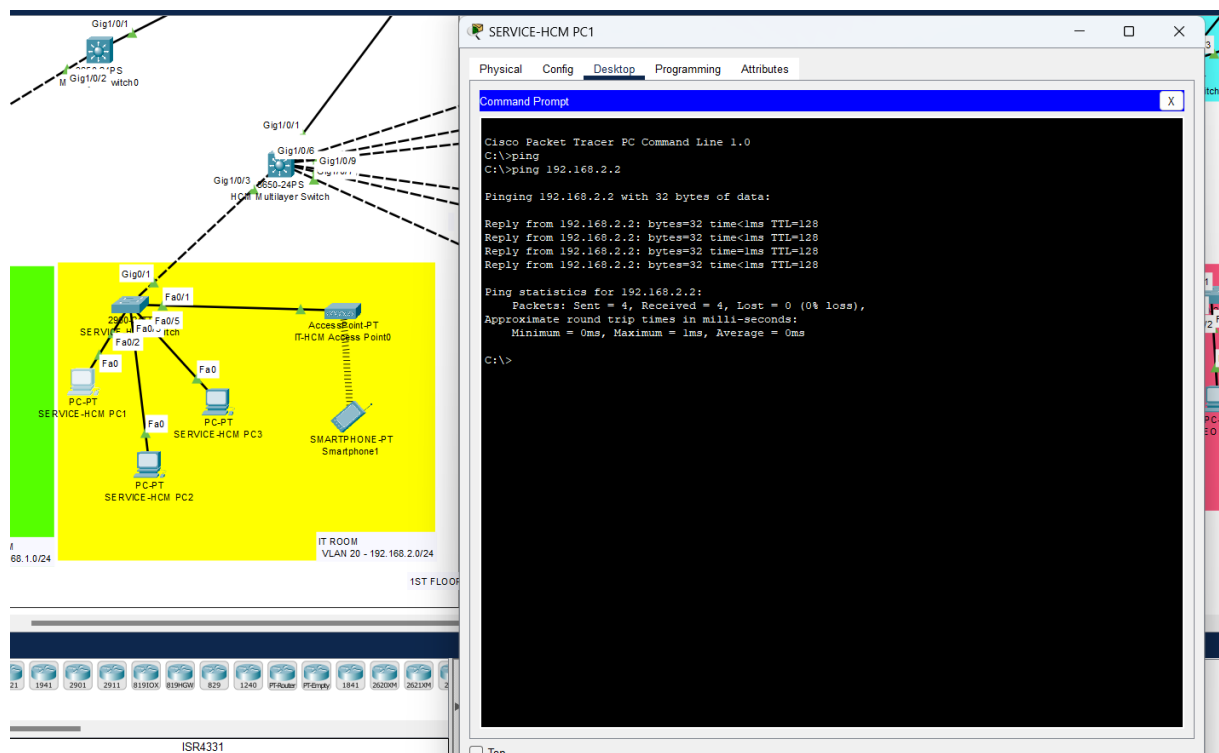 Gig1/0/1
Gig1/0/2
witch0
Gig1/0/1
Gig1/0/6
Gig1/0/9
Gig1/0/3
3650-24PS
HCM Multilayer Switch
Gig0/1
Fa0/1
Fa0/5
Fa0/2
Fa0
AccessPoint-PT
IT-HCM Access Point0
Fa0
PC-PT
SERVICE-HCM PC1
Fa0
PC-PT
SERVICE-HCM PC3
SMARTPHONE-PT
Smartphone1
PC-PT
SERVICE-HCM PC2
IT ROOM
VLAN 20 - 192.168.2.0/24
68.1.0/24
1ST FLOOR
21 1941 2901 2911 819IOX 819HGW 829 1240 PT-Router PT-Empty 1841 2620XM 2621XM
ISR4331
SERVICE-HCM PC1
Physical Config Desktop Programming Attributes
Command Prompt X
Cisco Packet Tracer PC Command Line 1.0
C:\>ping
C:\>ping 192.168.2.2
Pinging 192.168.2.2 with 32 bytes of data:
Reply from 192.168.2.2: bytes=32 time<1ms TTL=128
Reply from 192.168.2.2: bytes=32 time<1ms TTL=128
Reply from 192.168.2.2: bytes=32 time=1ms TTL=128
Reply from 192.168.2.2: bytes=32 time<1ms TTL=128
Ping statistics for 192.168.2.2:
Packets: Sent = 4, Received = 4, Lost = 0 (0% loss),
Approximate round trip times in milli-seconds:
Minimum = 0ms, Maximum = 1ms, Average = 0ms
C:\>
Top